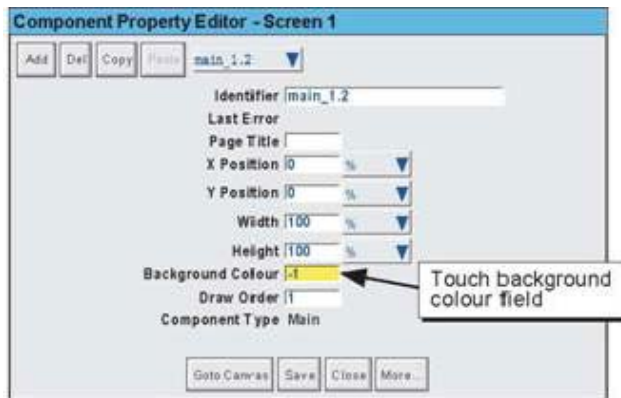 Component Property Editor - Screen 1
Add Del Copy Paste main_1.2
Identifier main_1.2
Last Error
Page Title
X Position 0 %
Y Position 0 %
Width 100 %
Height 100 %
Background Colour -1
Touch background
colour field
Draw Order 1
Component Type Main
Goto Canvas Save Close More...